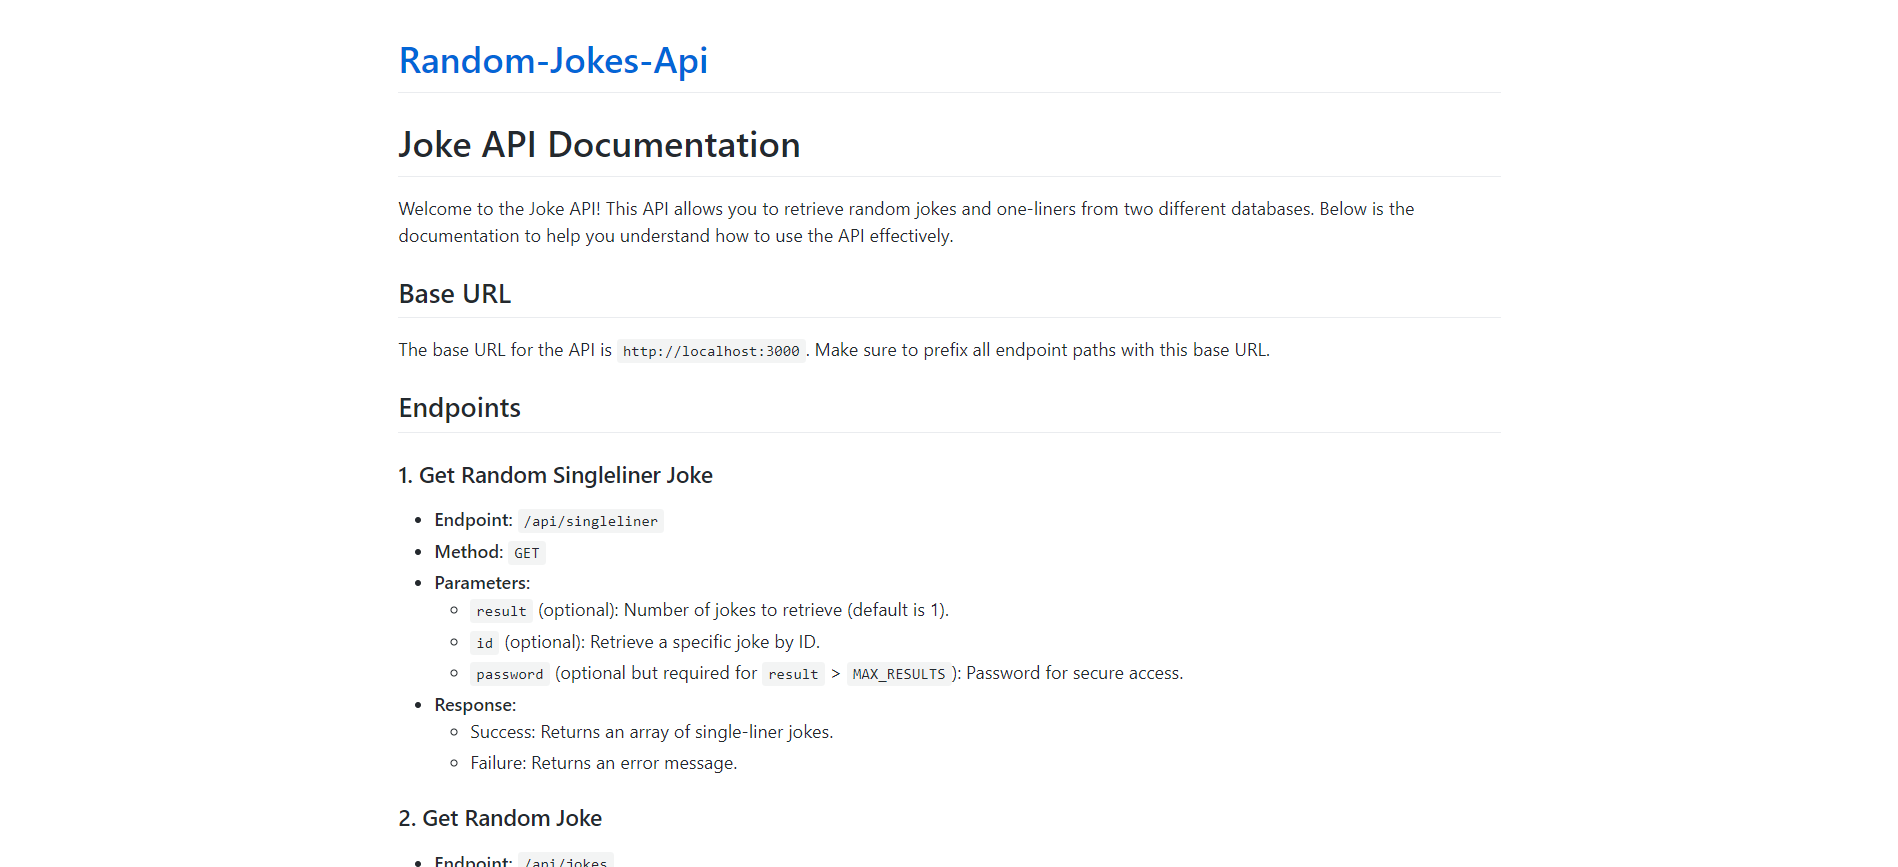 Random-Jokes-Api
Joke API Documentation
Welcome to the Joke API! This API allows you to retrieve random jokes and one-liners from two different databases. Below is the
documentation to help you understand how to use the API effectively.
Base URL
The base URL for the API is http://localhost:3000. Make sure to prefix all endpoint paths with this base URL.
Endpoints
1. Get Random Singleliner Joke
• Endpoint: /api/singleliner
• Method: GET
• Parameters:
◦ result (optional): Number of jokes to retrieve (default is 1).
◦ id (optional): Retrieve a specific joke by ID.
◦ password (optional but required for result > MAX_RESULTS): Password for secure access.
• Response:
◦ Success: Returns an array of single-liner jokes.
◦ Failure: Returns an error message.
2. Get Random Joke
• Endpoint: /api/jokes